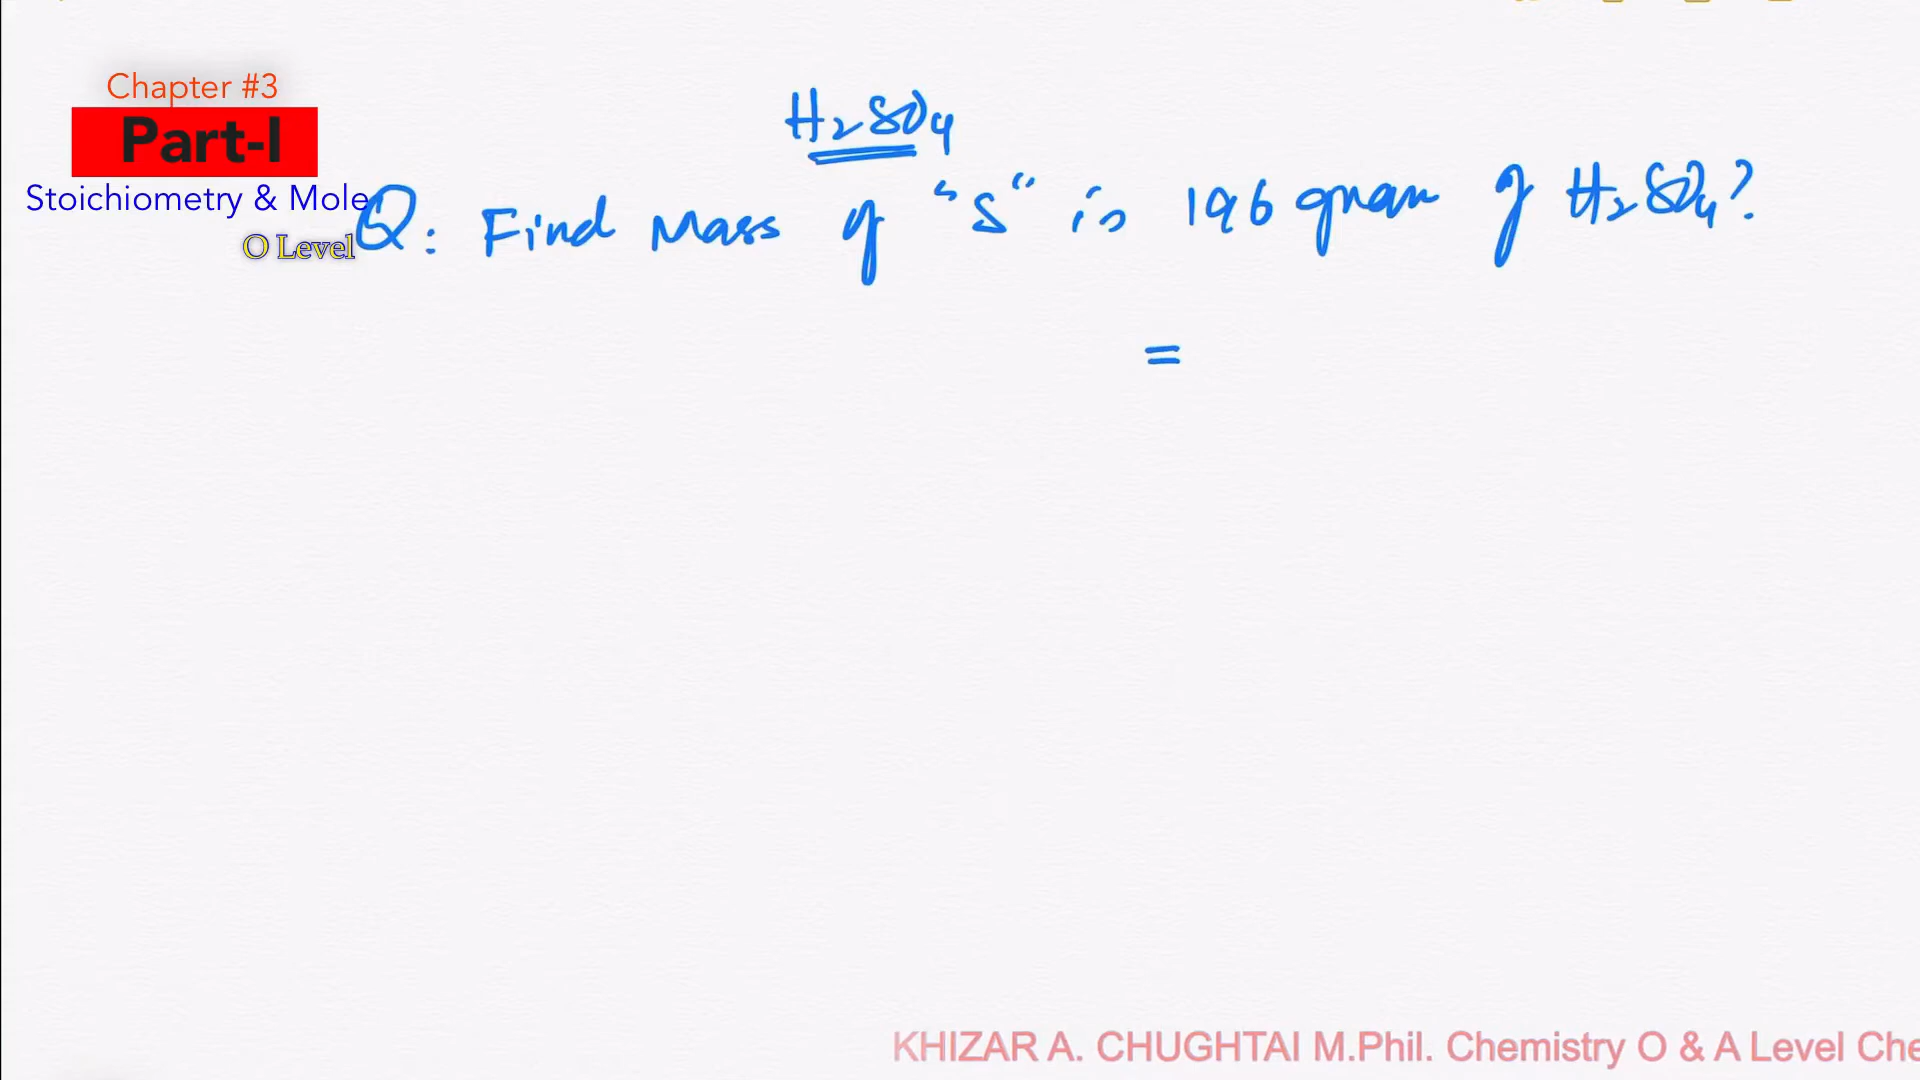 Chapter #3
Part-I
Stoichiometry & Mole
O Level
H₂SO₄
Q: Find Mass of "S" is 196 gram of H₂SO₄?
=
KHIZAR A. CHUGHTAI M.Phil. Chemistry O & A Level Che